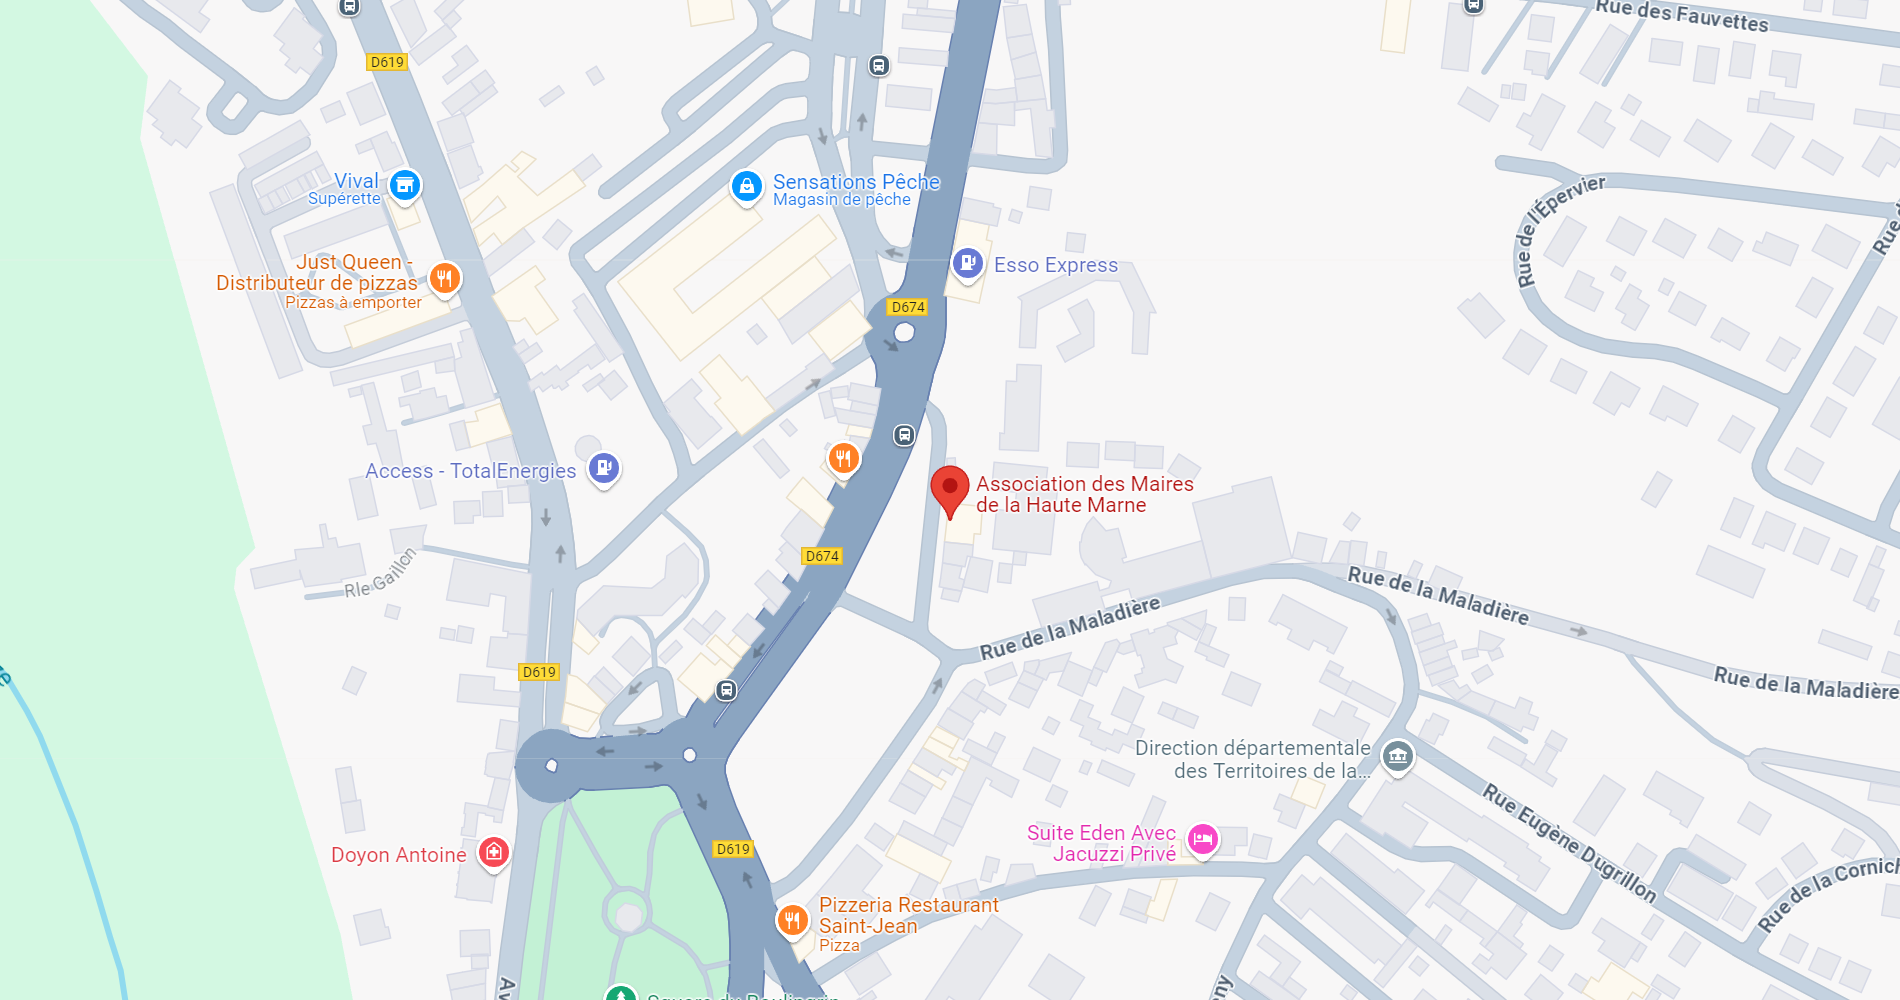 Rue des Fauvettes
D619
Vival
Supérette
Sensations Pêche
Magasin de pêche
Rue de l'Épervier
Just Queen -
Distributeur de pizzas
Pizzas à emporter
Esso Express
D674
Access - TotalEnergies
Association des Maires
de la Haute Marne
D674
Rle Gaillon
Rue de la Maladière
Rue de la Maladière
D619
Rue de la Maladière
Direction départementale
des Territoires de la...
Rue Eugène Dugrillon
Suite Eden Avec
Jacuzzi Privé
D619
Doyon Antoine
Pizzeria Restaurant
Saint-Jean
Pizza
Rue de la Cornich
Square du Boulingrin